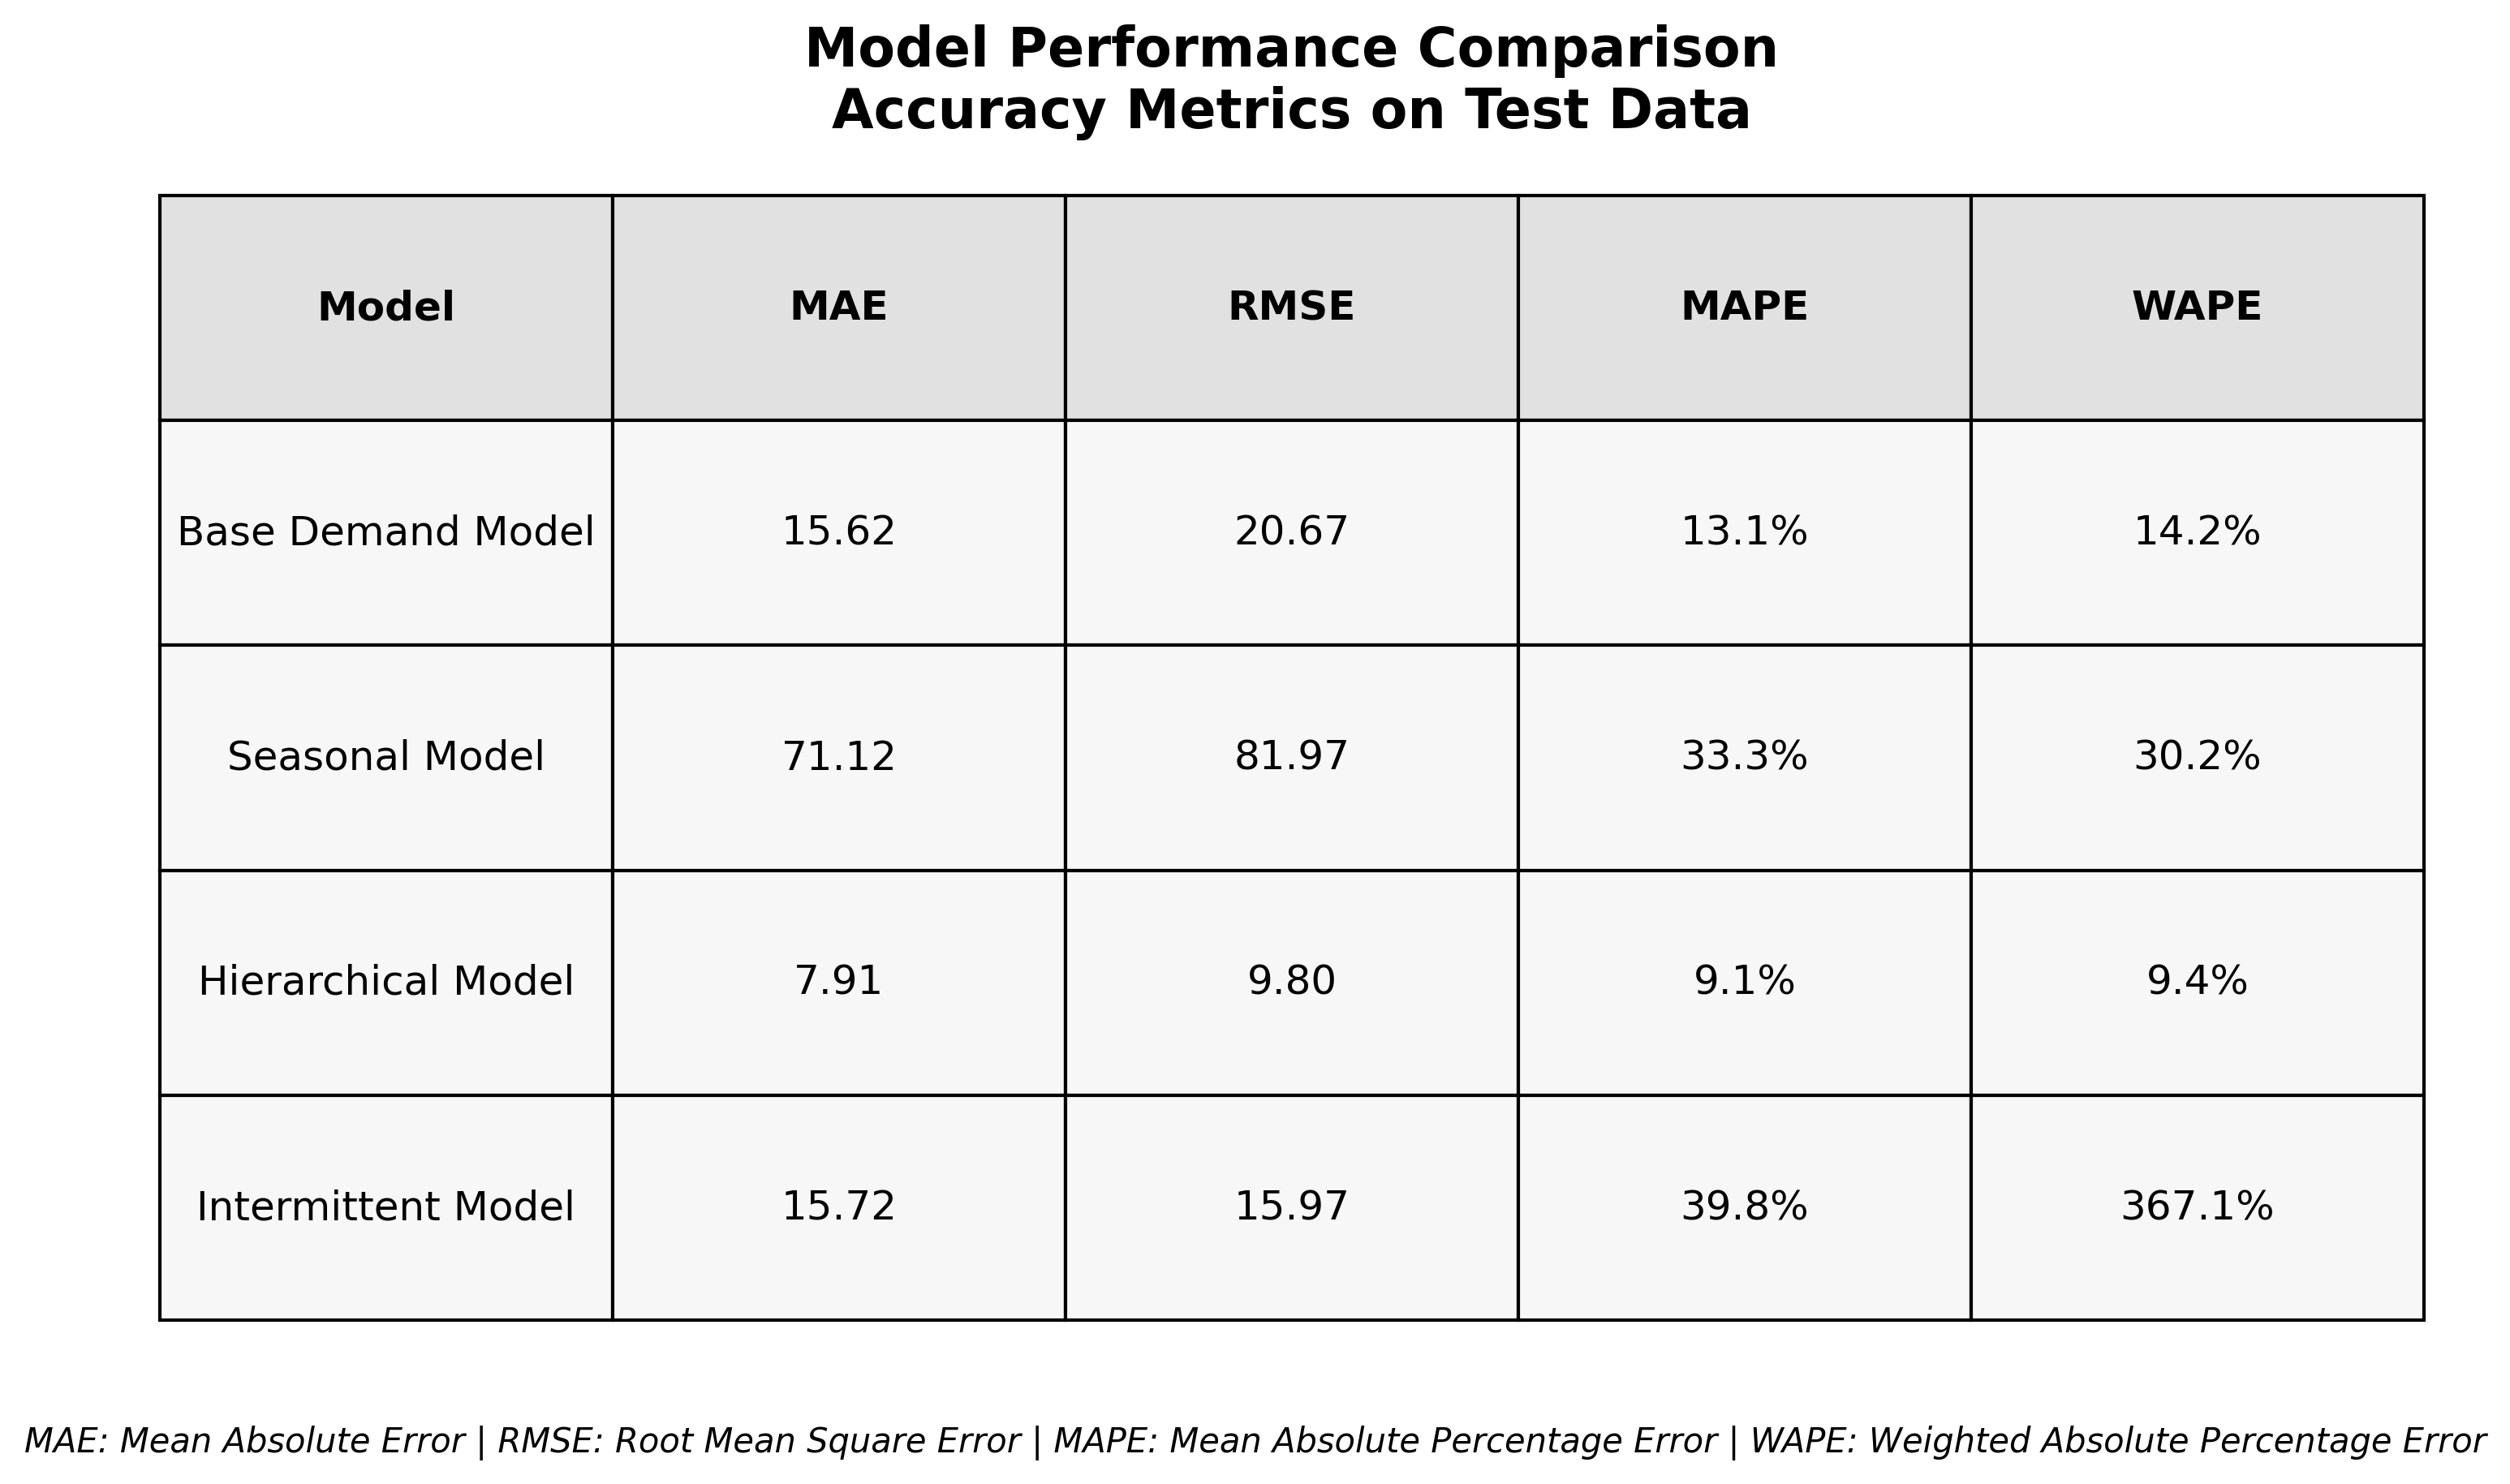 Model Performance Comparison
Accuracy Metrics on Test Data
Model MAE RMSE MAPE WAPE
Base Demand Model 15.62 20.67 13.1% 14.2%
Seasonal Model 71.12 81.97 33.3% 30.2%
Hierarchical Model 7.91 9.80 9.1% 9.4%
Intermittent Model 15.72 15.97 39.8% 367.1%
MAE: Mean Absolute Error | RMSE: Root Mean Square Error | MAPE: Mean Absolute Percentage Error | WAPE: Weighted Absolute Percentage Error